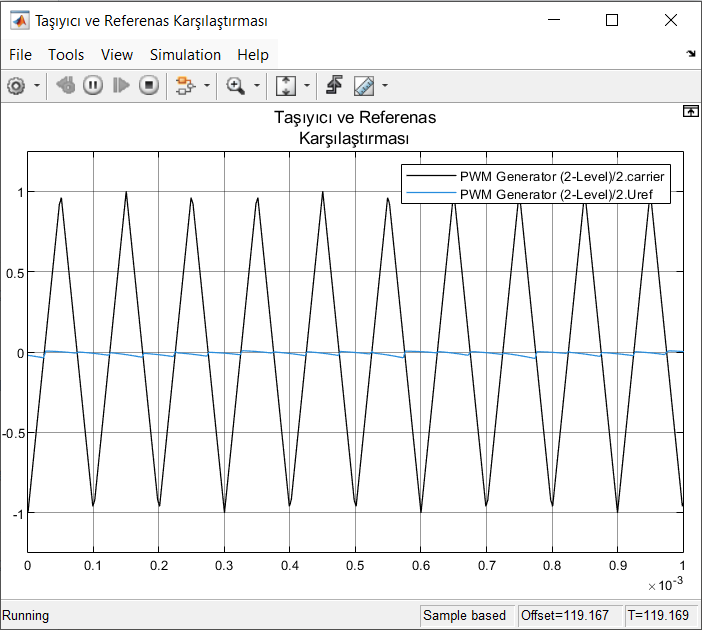 Taşıyıcı ve Referenas Karşılaştırması
File Tools View Simulation Help
Taşıyıcı ve Referenas
Karşılaştırması
PWM Generator (2-Level)/2.carrier
PWM Generator (2-Level)/2.Uref
1
0.5
0
-0.5
-1
0 0.1 0.2 0.3 0.4 0.5 0.6 0.7 0.8 0.9 1
×10-3
Running Sample based Offset=119.167 T=119.169